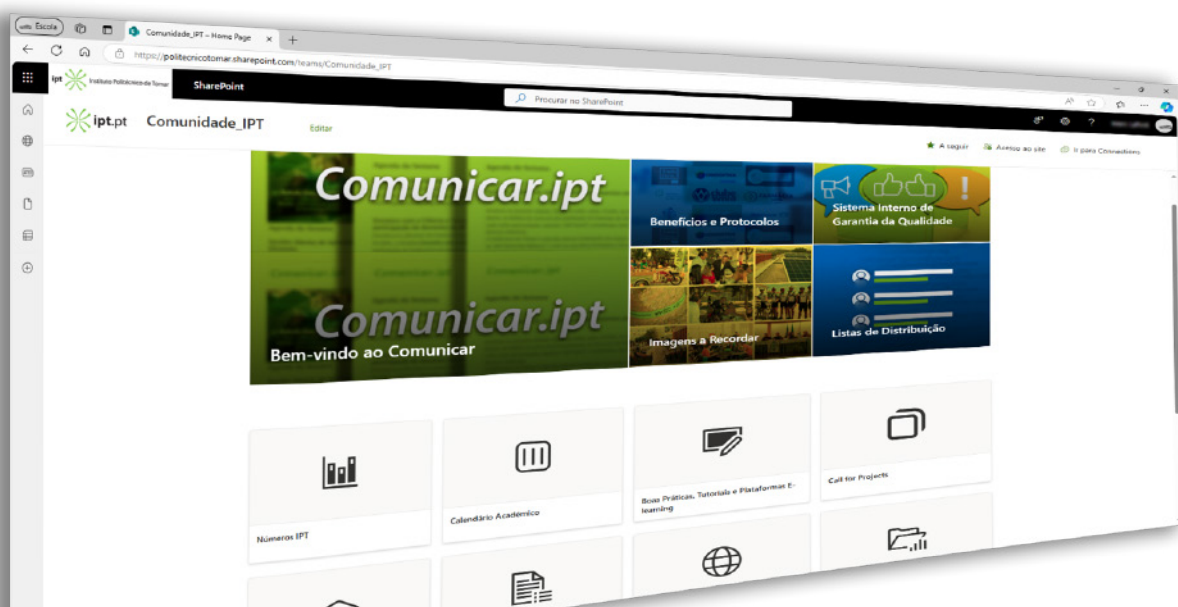 Escola
Comunidade_IPT – Home Page
https://politecnicotomar.sharepoint.com/teams/Comunidade_IPT
ipt
Instituto Politécnico de Tomar
SharePoint
Procurar no SharePoint
ipt.pt
Comunidade_IPT
Editar
A seguir
Acesso ao site
Ir para Connections
Comunicar.ipt
Comunicar.ipt
Bem-vindo ao Comunicar
Benefícios e Protocolos
Sistema Interno de
Garantia da Qualidade
Imagens a Recordar
Listas de Distribuição
Números IPT
Calendário Académico
Boas Práticas, Tutoriais e Plataformas E-
learning
Call for Projects